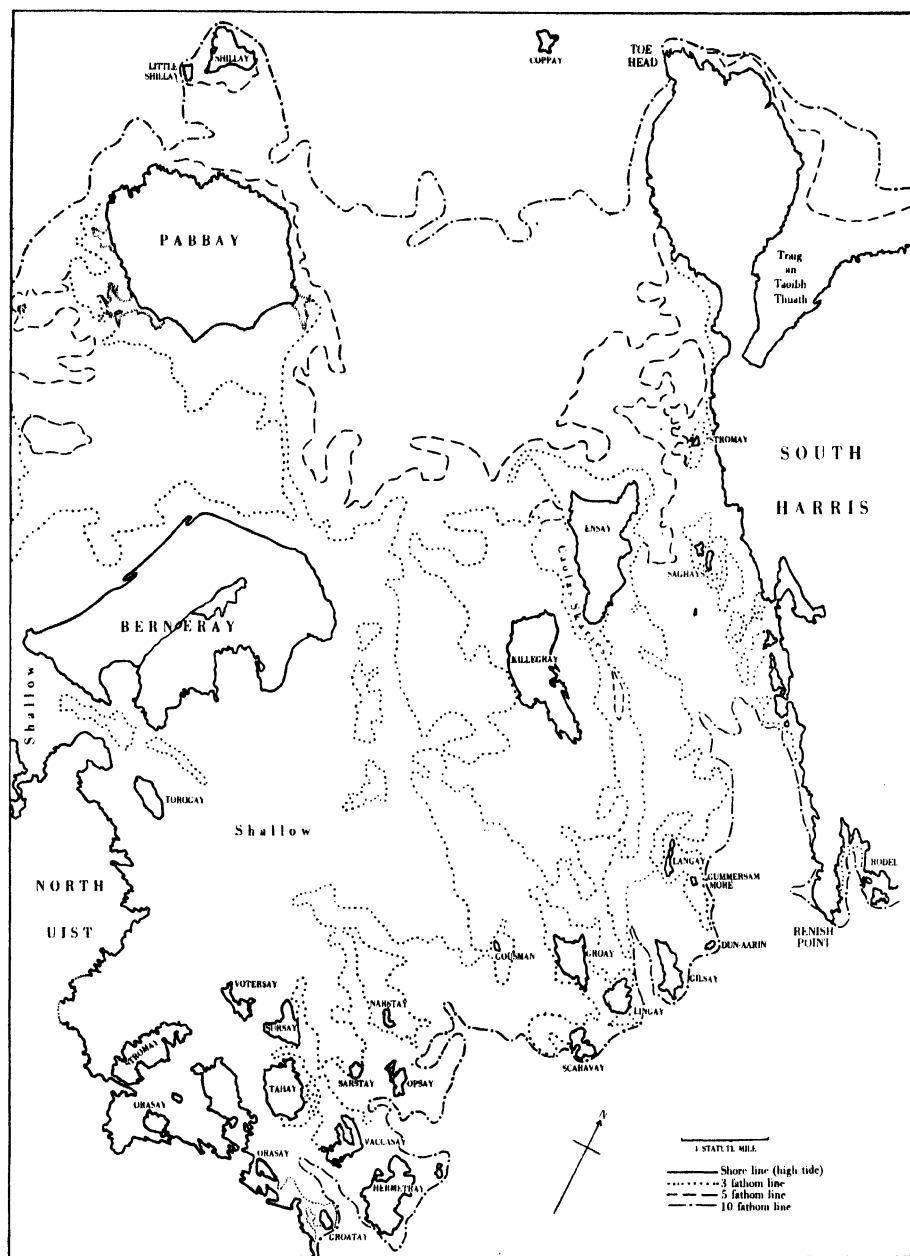 SHILLAY
LITTLE
SHILLAY
COPPAY
TOE
HEAD
PABBAY
Traig
an
Taoibh
Thuath
STROMAY
SOUTH
HARRIS
ENSAY
SAGHAYS
BERNERAY
KILLEGRAY
Shallow
TOROGAY
Shallow
LANGAY
GUMMERSAM
MORE
RODEL
NORTH
UIST
RENISH
POINT
DUN-AARIN
GOUSMAN
GROAY
GILSAY
LINGAY
VOTERSAY
NARSTAY
SURSAY
SCARAVAY
STROMAY
TAHAY
SARSTAY
OPSAY
ORASAY
VACCASAY
ORASAY
HERMETRAY
GROATAY
N
1 STATUTE MILE
Shore line (high tide)
3 fathom line
5 fathom line
10 fathom line